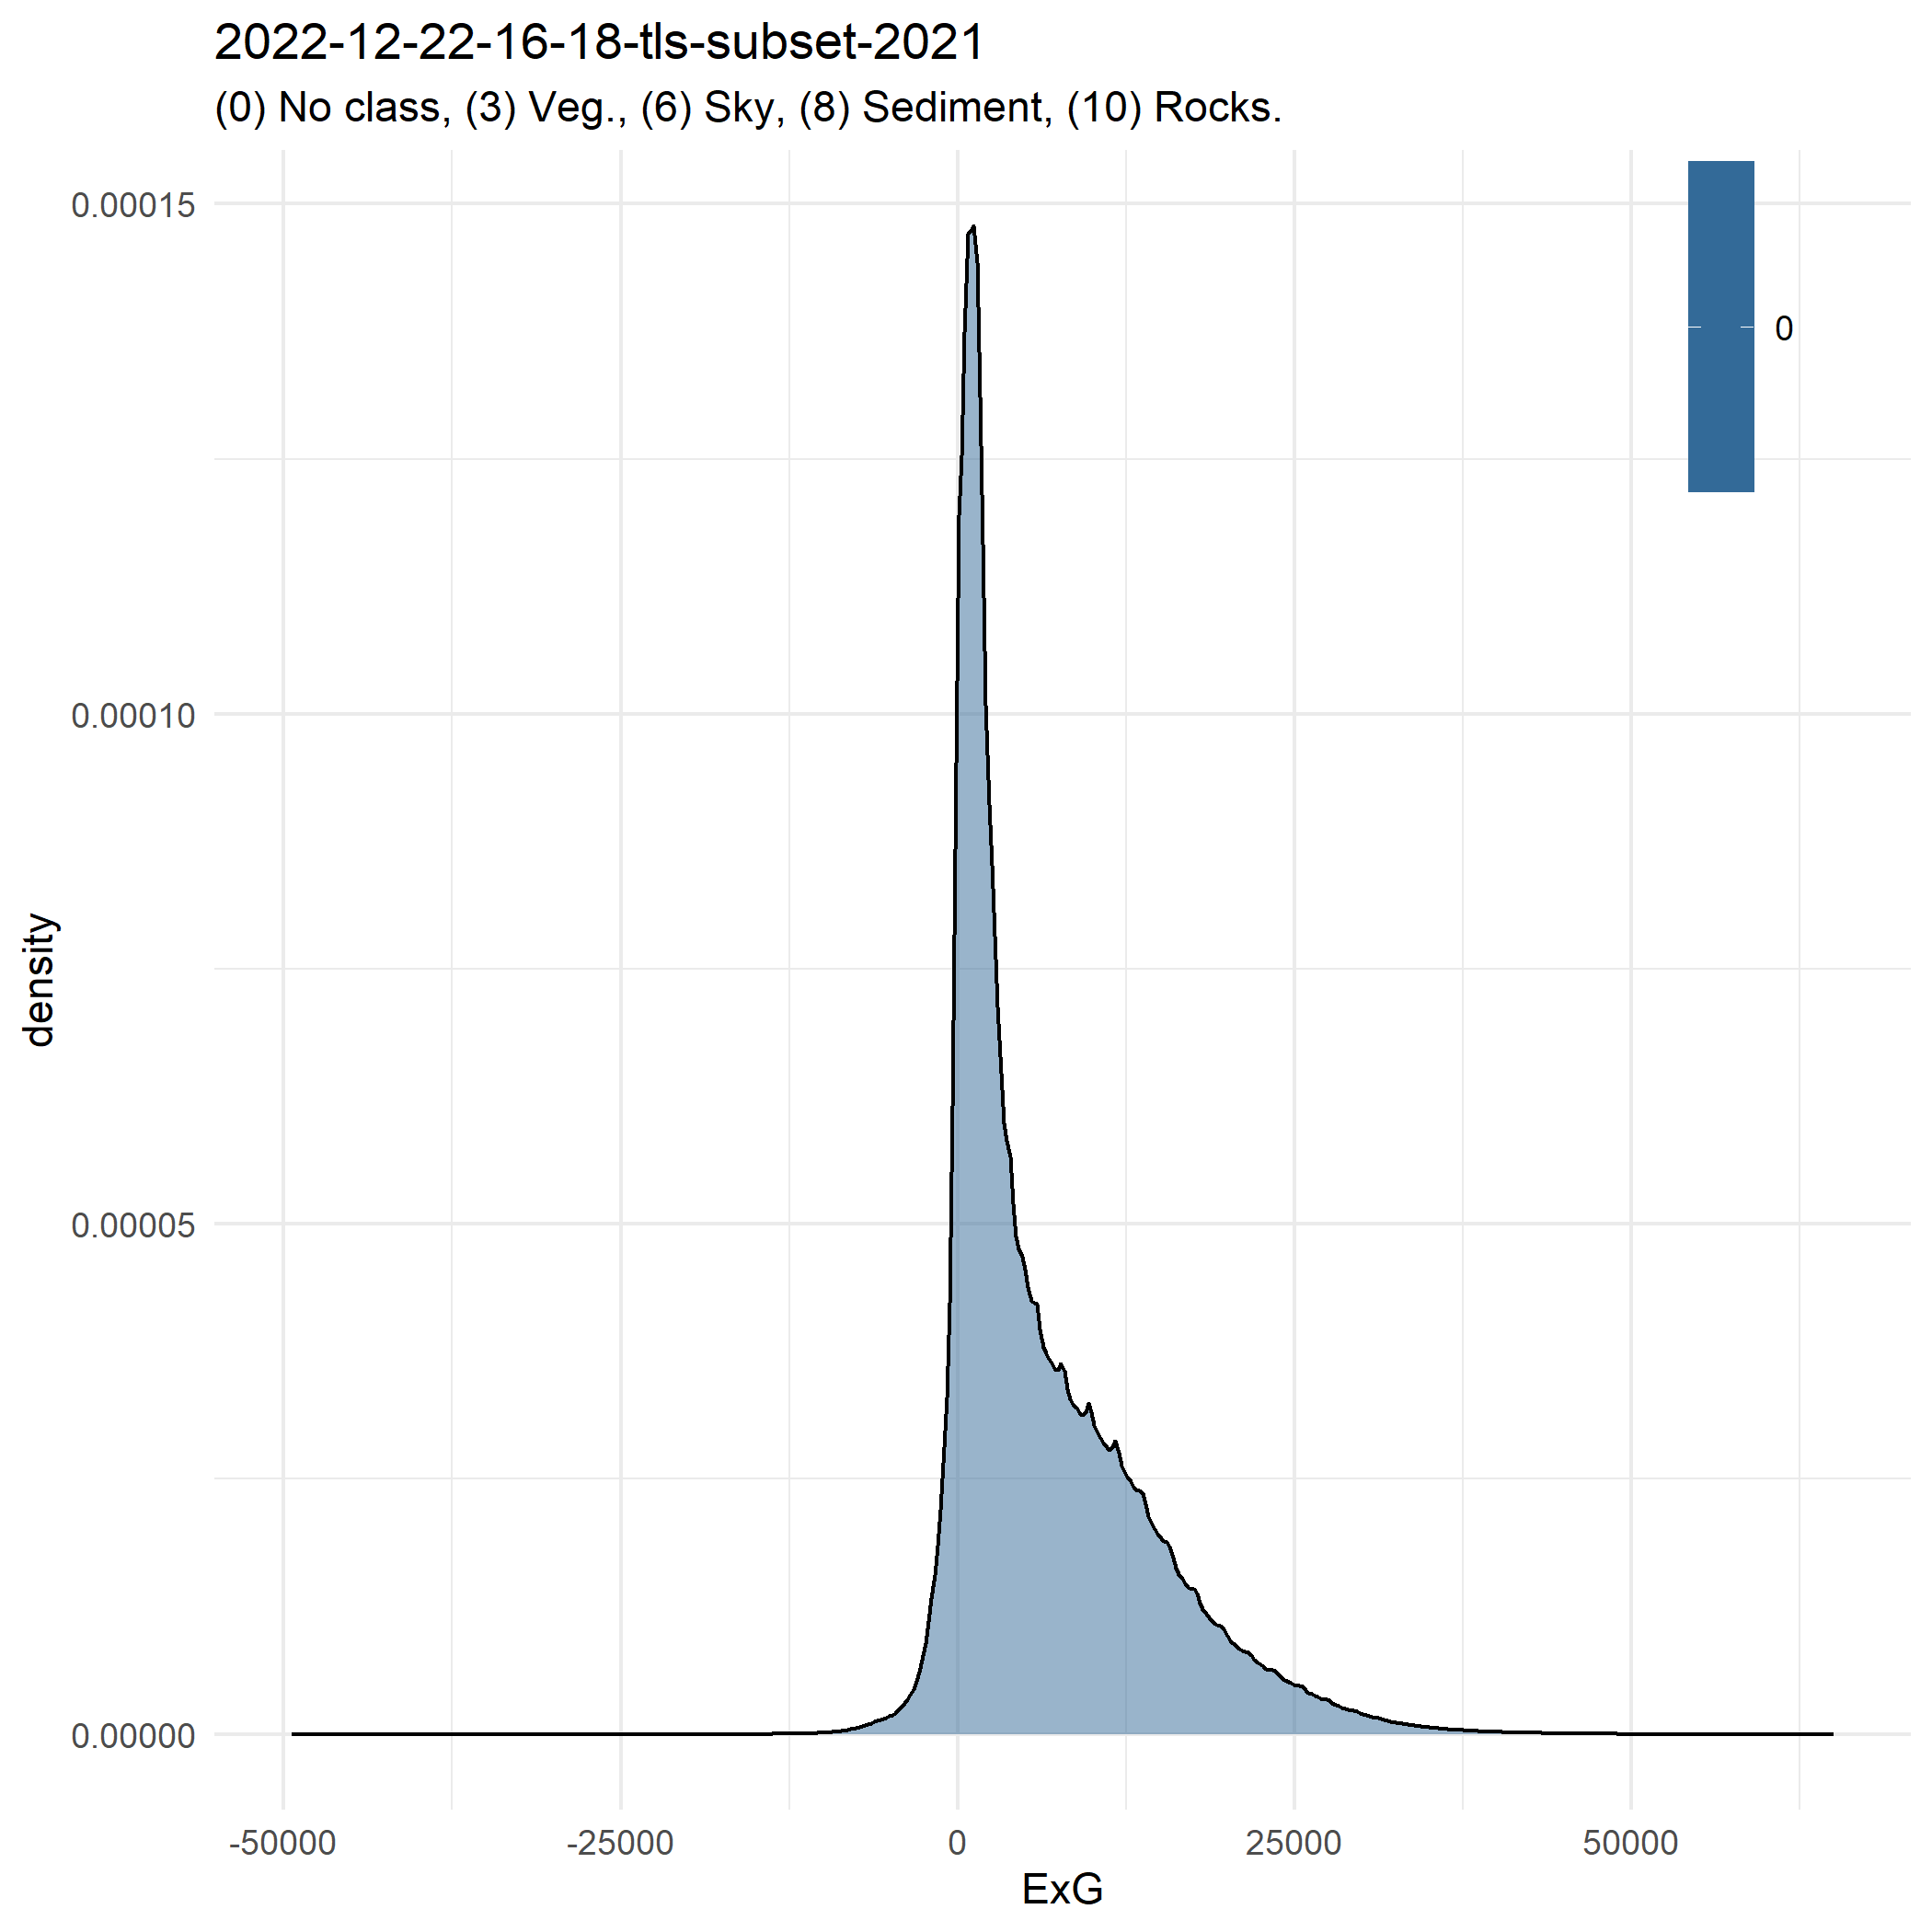 2022-12-22-16-18-tls-subset-2021
(0) No class, (3) Veg., (6) Sky, (8) Sediment, (10) Rocks.
0.00015
0
0.00010
density
0.00005
0.00000
-50000 -25000 0 25000 50000
ExG